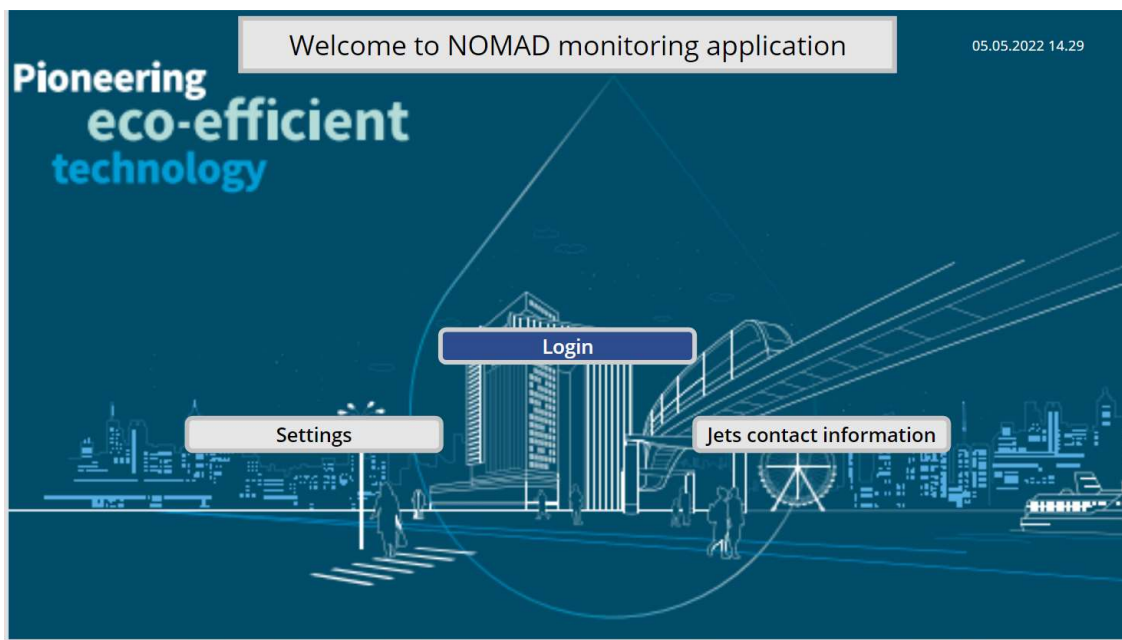 Welcome to NOMAD monitoring application
05.05.2022 14.29
Pioneering
eco-efficient
technology
Login
Settings
Jets contact information